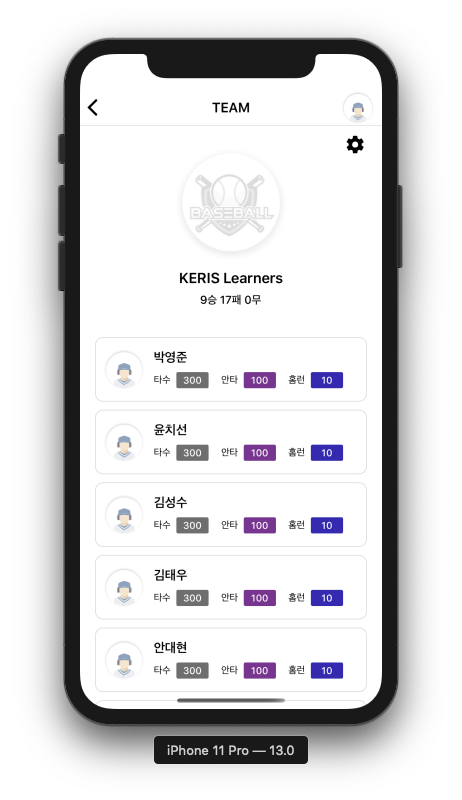 TEAM
BASEBALL
KERIS Learners
9승 17패 0무
박영준
타수 300 안타 100 홈런 10
윤치선
타수 300 안타 100 홈런 10
김성수
타수 300 안타 100 홈런 10
김태우
타수 300 안타 100 홈런 10
안대현
타수 300 안타 100 홈런 10
iPhone 11 Pro — 13.0